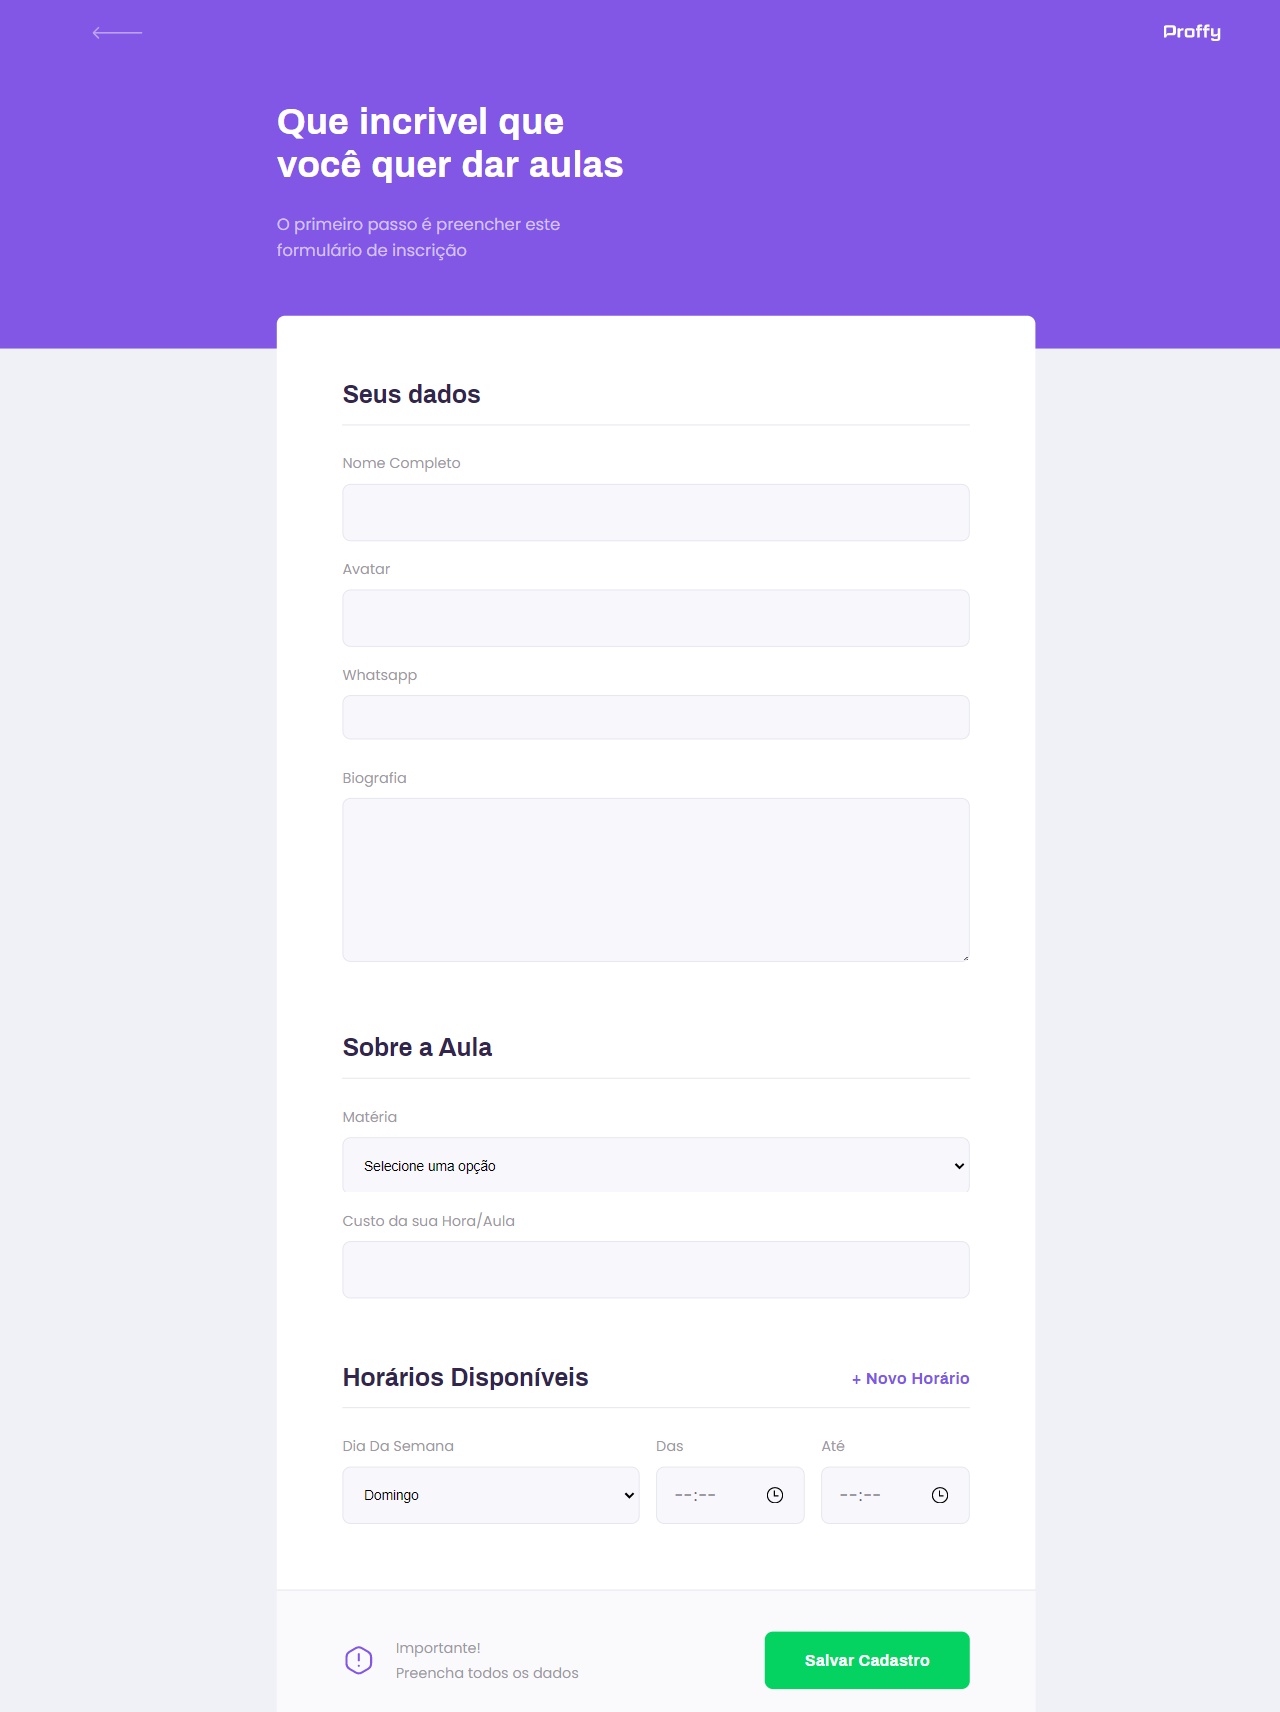 Proffy
Que incrivel que
você quer dar aulas
O primeiro passo é preencher este
formulário de inscrição
Seus dados
Nome Completo
Avatar
Whatsapp
Biografia
Sobre a Aula
Matéria
Selecione uma opção
Custo da sua Hora/Aula
Horários Disponíveis
+ Novo Horário
Dia Da Semana
Das
Até
Domingo
--:--
--:--
Importante!
Preencha todos os dados
Salvar Cadastro